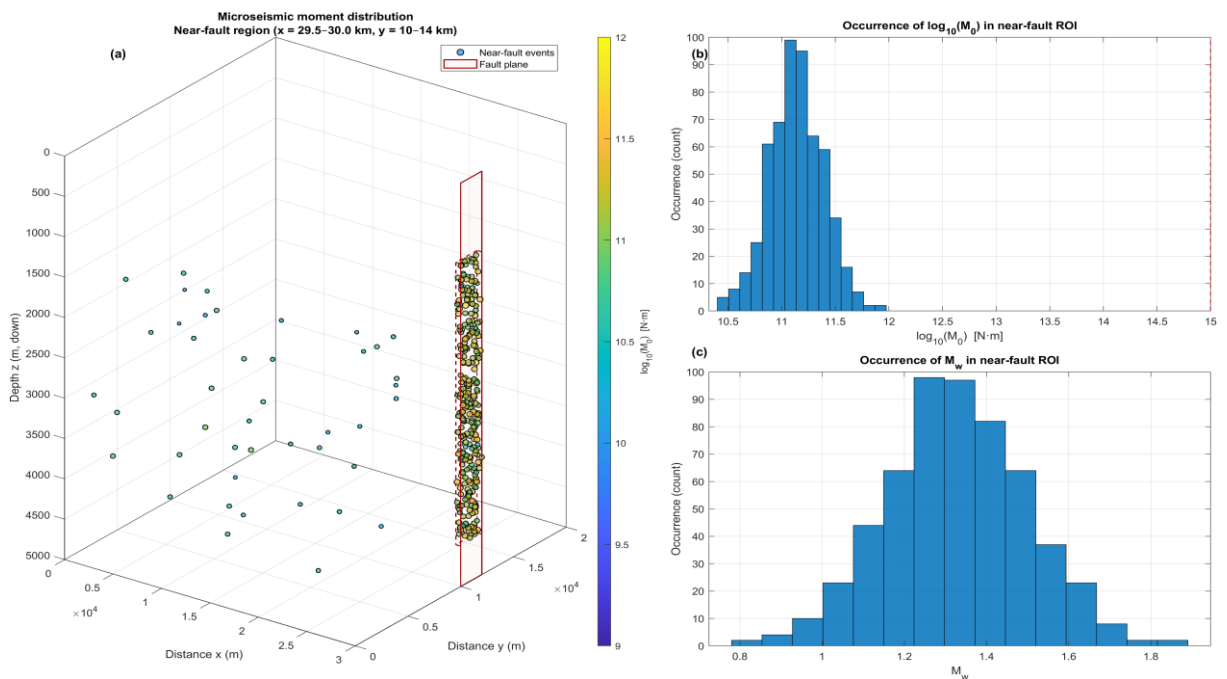 Microseismic moment distribution
Near-fault region (x = 29.5–30.0 km, y = 10–14 km)
(a)
Near-fault events
Fault plane
0
500
1000
1500
2000
2500
3000
3500
4000
4500
5000
Depth z (m, down)
0
0.5
1
1.5
2
2.5
3
×10⁴
Distance x (m)
0
0.5
1
1.5
2
×10⁴
Distance y (m)
12
11.5
11
10.5
10
9.5
9
log₁₀(M₀) [N·m]
Occurrence of log₁₀(M₀) in near-fault ROI
(b)
100
90
80
70
60
50
40
30
20
10
0
Occurrence (count)
10.5 11 11.5 12 12.5 13 13.5 14 14.5 15
log₁₀(M₀) [N·m]
(c)
Occurrence of M_w in near-fault ROI
100
90
80
70
60
50
40
30
20
10
0
Occurrence (count)
0.8 1 1.2 1.4 1.6 1.8
M_w